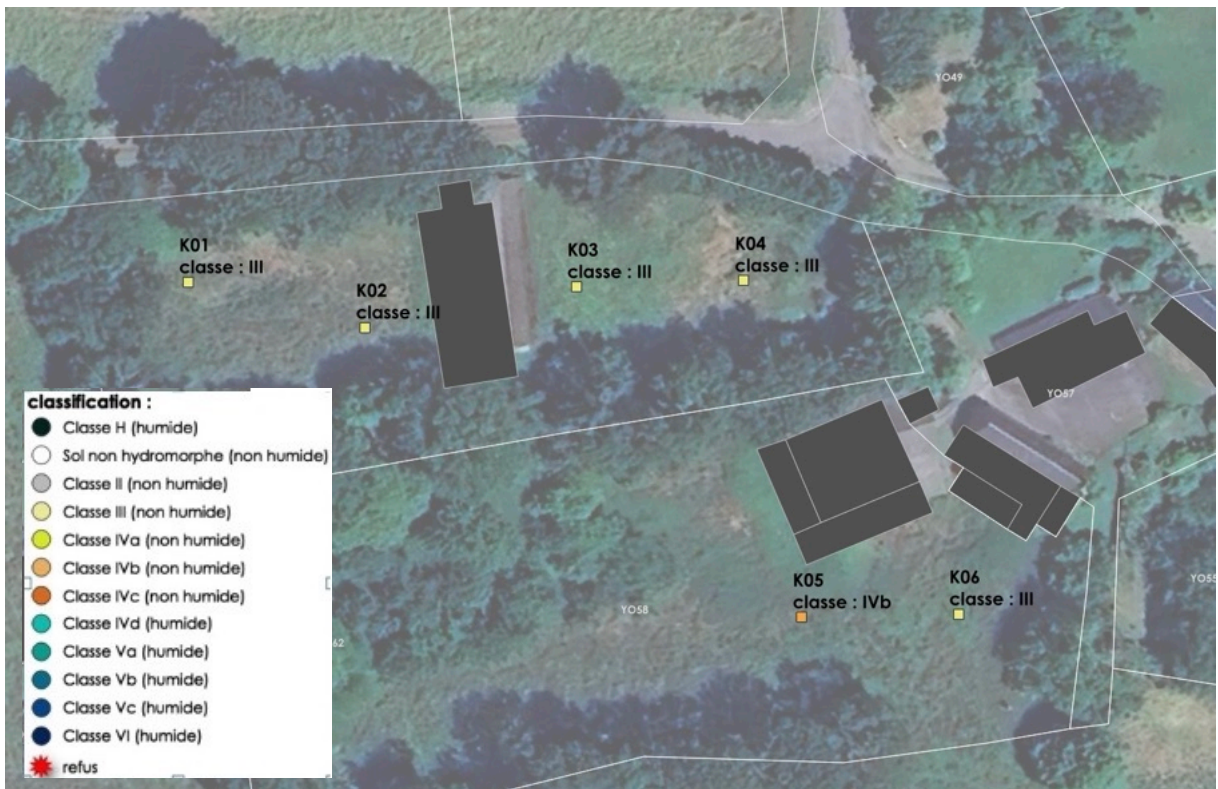 YO49
K01
classe : III
K02
classe : III
K03
classe : III
K04
classe : III
YO57
classification :
Classe H (humide)
Sol non hydromorphe (non humide)
Classe II (non humide)
Classe III (non humide)
Classe IVa (non humide)
Classe IVb (non humide)
Classe IVc (non humide)
Classe IVd (humide)
Classe Va (humide)
Classe Vb (humide)
Classe Vc (humide)
Classe VI (humide)
refus
62
YO58
K05
classe : IVb
K06
classe : III
YO55